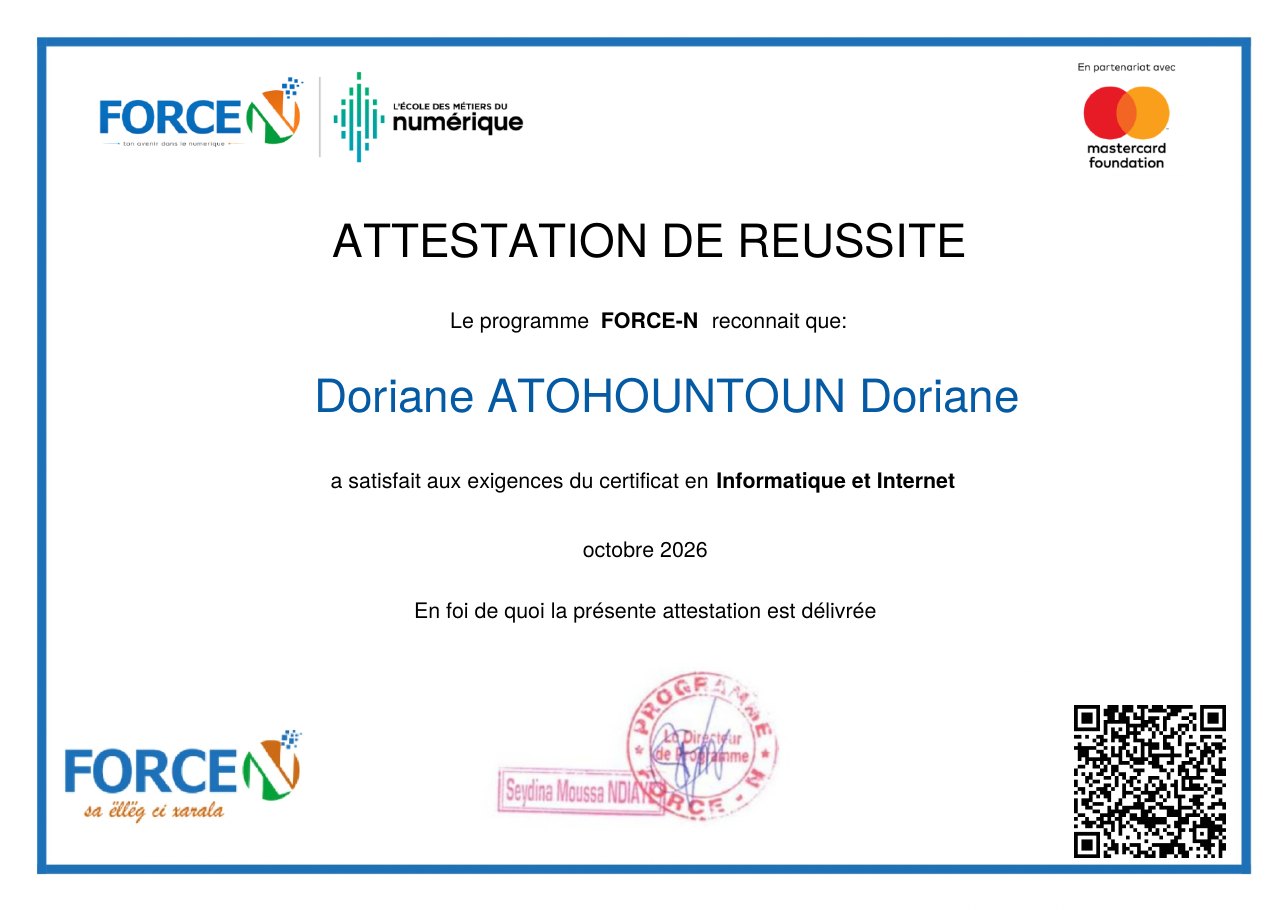 FORCE N
ton avenir dans le numérique
L'ÉCOLE DES MÉTIERS DU
numérique
En partenariat avec
mastercard
foundation
ATTESTATION DE REUSSITE
Le programme FORCE-N reconnait que:
Doriane ATOHOUNTOUN Doriane
a satisfait aux exigences du certificat en Informatique et Internet
octobre 2026
En foi de quoi la présente attestation est délivrée
PROGRAMME
Le Directeur
de Programme
FORCE - N
Seydina Moussa NDIAYE
FORCE N
sa ëllëg ci xarala